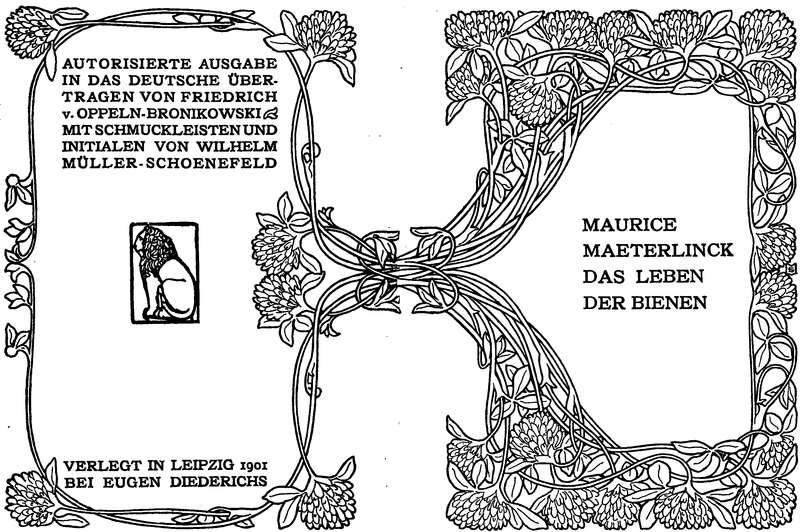 AUTORISIERTE AUSGABE
IN DAS DEUTSCHE ÜBER-
TRAGEN VON FRIEDRICH
v. OPPELN-BRONIKOWSKI
MIT SCHMUCKLEISTEN UND
INITIALEN VON WILHELM
MÜLLER-SCHOENEFELD
VERLEGT IN LEIPZIG 1901
BEI EUGEN DIEDERICHS
MAURICE
MAETERLINCK
DAS LEBEN
DER BIENEN